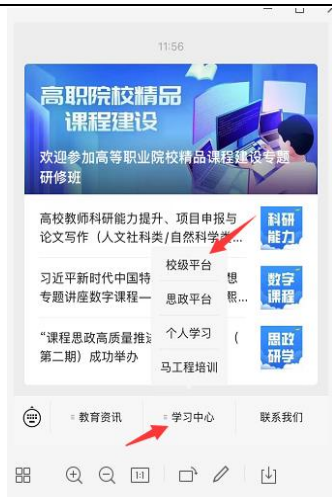 11:56
高职院校精品
课程建设
欢迎参加高等职业院校精品课程建设专题
研修班
高校教师科研能力提升、项目申报与
论文写作（人文社科类/自然科学类...
科研
能力
校级平台
习近平新时代中国特
想
专题讲座数字课程—
服...
数字
课程
思政平台
个人学习
“课程思政高质量推进
（
第二期）成功举办
思政
研学
马工程培训
教育资讯
学习中心
联系我们
1:1